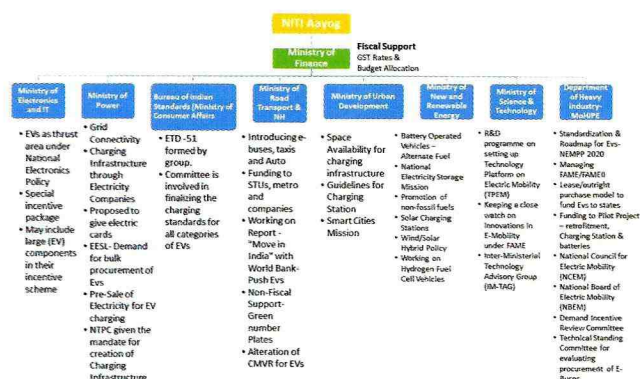 NITI Aayog
Ministry of
Finance
Fiscal Support
GST Rates &
Budget Allocation
Ministry of
Electronics
and IT
• EVs as thrust
area under
National
Electronics
Policy
• Special
incentive
package
• May include
large (EV)
components
in their
incentive
scheme
Ministry of
Power
• Grid
Connectivity
• Charging
Infrastructure
through
Electricity
Companies
• Proposed to
give electric
cards
• EESL- Demand
for bulk
procurement of
Evs
• Pre-Sale of
Electricity for EV
charging
• NTPC given the
mandate for
creation of
Charging
Infrastructure
Bureau of Indian
Standards (Ministry of
Consumer Affairs
• ETD -51
formed by
group.
• Committee is
involved in
finalizing the
charging
standards for
all categories
of EVs
Ministry of
Road
Transport &
NH
• Introducing e-
buses, taxis
and Auto
• Funding to
STUs, metro
and
companies
• Working on
Report -
"Move in
India" with
World Bank-
Push Evs
• Non-Fiscal
Support-
Green
number
Plates
• Alteration of
CMVR for EVs
Ministry of Urban
Development
• Space
Availability for
charging
infrastructure
• Guidelines for
Charging
Station
• Smart Cities
Mission
Ministry of
New and
Renewable
Energy
• Battery Operated
Vehicles –
Alternate Fuel
• National
Electricity Storage
Mission
• Promotion of
non-fossil fuels
• Solar Charging
Stations
• Wind/Solar
Hybrid Policy
• Working on
Hydrogen Fuel
Cell Vehicles
Ministry of
Science &
Technology
• R&D
programme on
setting up
Technology
Platform on
Electric Mobility
(TPEM)
• Keeping a close
watch on
Innovations in
E-Mobility
under FAME
• Inter-Ministerial
Technology
Advisory Group
(IM-TAG)
Department
of Heavy
Industry-
MoHIPE
• Standardization &
Roadmap for Evs-
NEMPP 2020
• Managing
FAME/FAMEII
• Lease/outright
purchase model to
fund EVs to states
• Funding to Pilot Project
– retrofitment,
Charging Station &
batteries
• National Council for
Electric Mobility
(NCEM)
• National Board of
Electric Mobility
(NBEM)
• Demand Incentive
Review Committee
• Technical Standing
Committee for
evaluating
procurement of E-
Buses